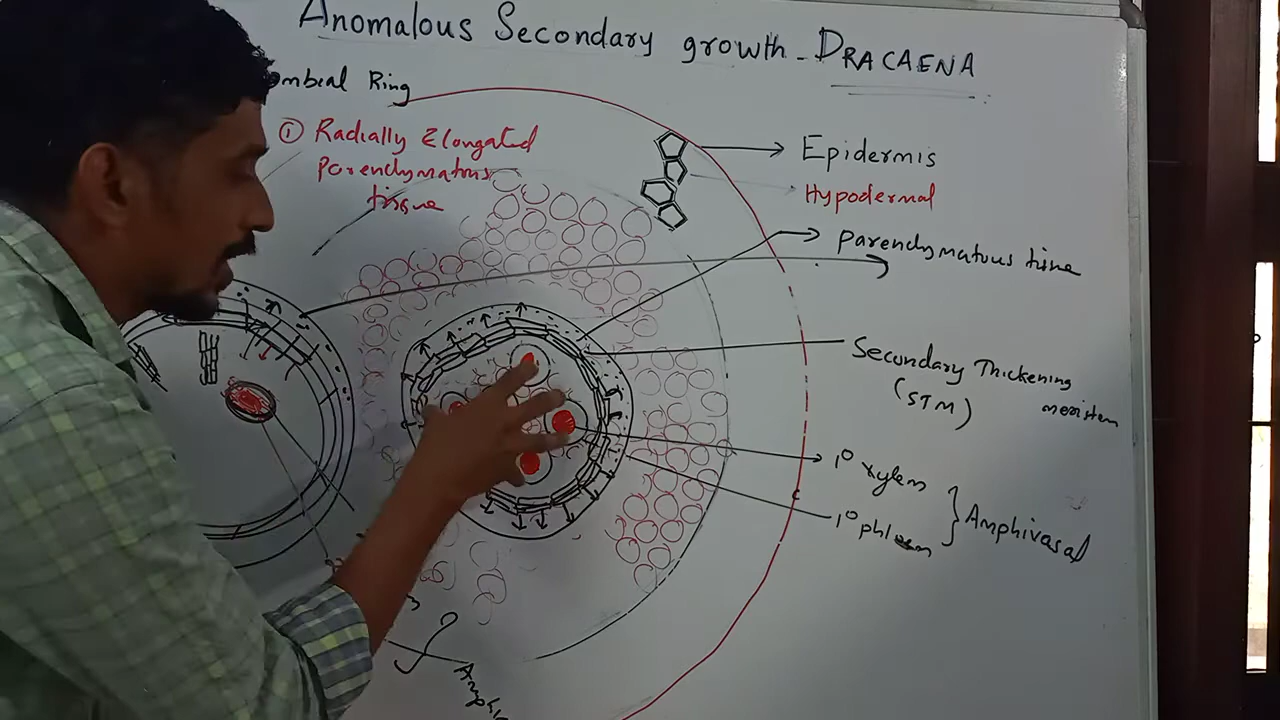 Anomalous Secondary growth - DRACAENA
mbeal Ring
① Radially Elongated
Parenchymatous
tissue
Epidermis
Hypodermal
parenchymatous tissue
Secondary Thickening
meristem
(STM)
1° xylem
1° phloem
} Amphivasal